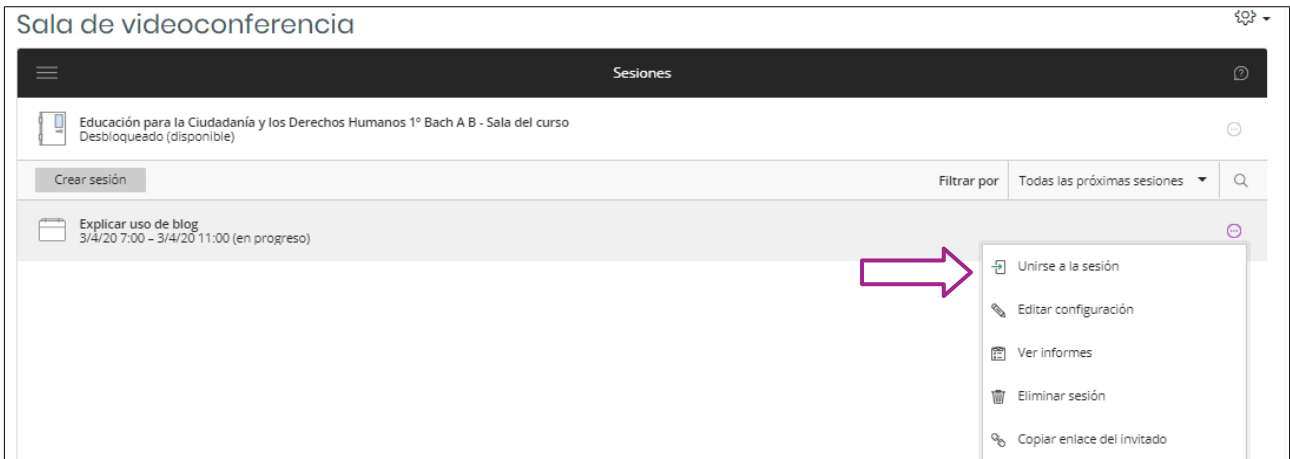 Sala de videoconferencia
Sesiones
Educación para la Ciudadanía y los Derechos Humanos 1º Bach A B - Sala del curso
Desbloqueado (disponible)
Crear sesión
Filtrar por
Todas las próximas sesiones
Explicar uso de blog
3/4/20 7:00 – 3/4/20 11:00 (en progreso)
Unirse a la sesión
Editar configuración
Ver informes
Eliminar sesión
Copiar enlace del invitado